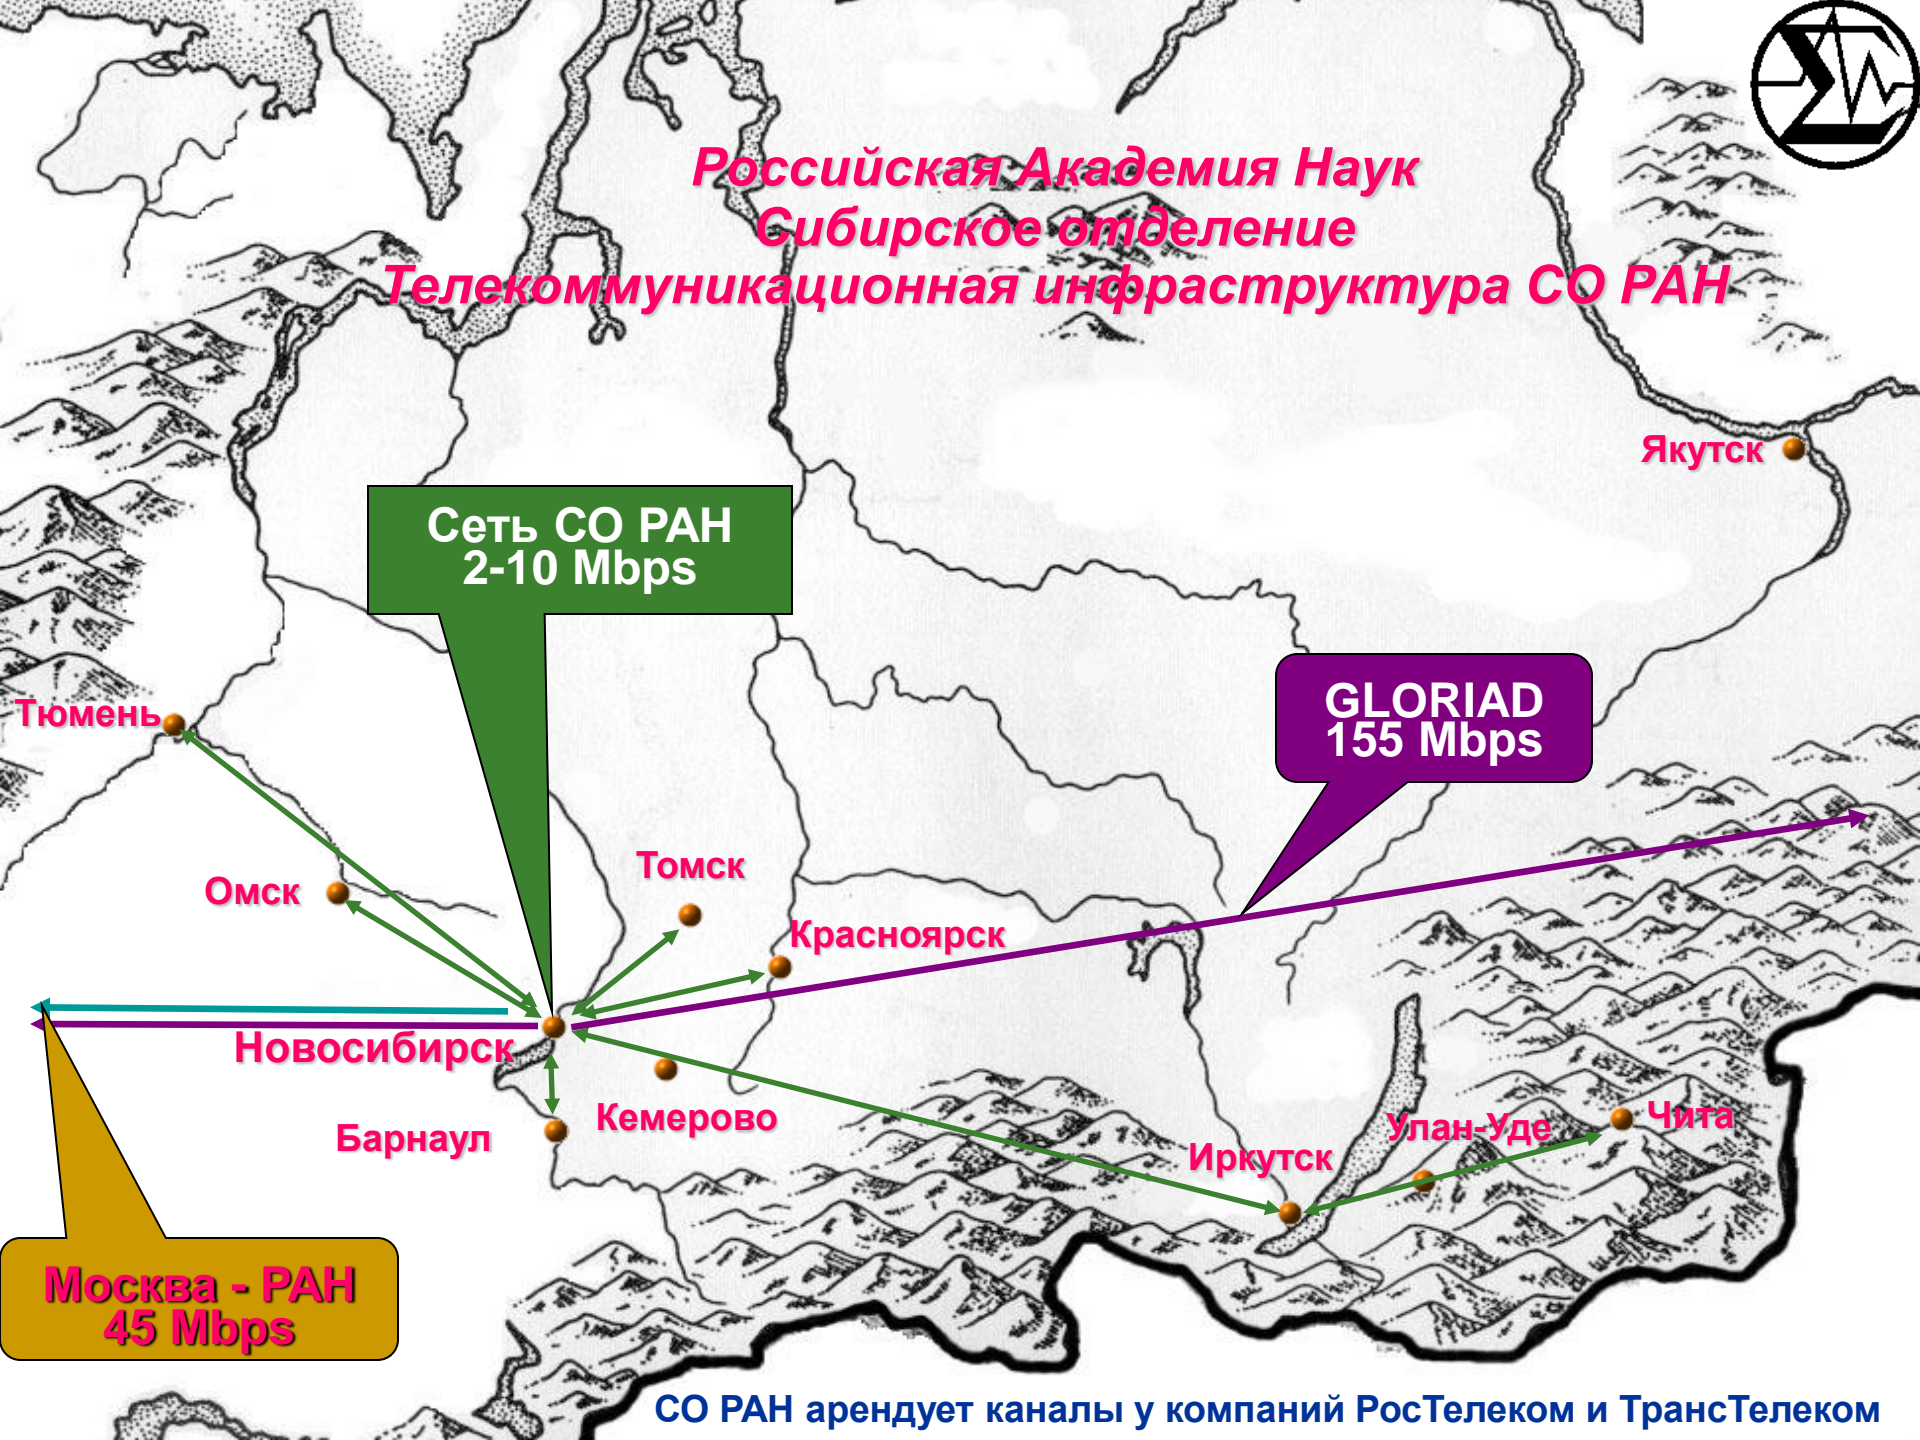 Российская Академия Наук
Сибирское отделение
Телекоммуникационная инфраструктура СО РАН
Якутск
Сеть СО РАН
2-10 Mbps
GLORIAD
155 Mbps
Тюмень
Томск
Омск
Красноярск
Новосибирск
Кемерово
Барнаул
Улан-Уде
Чита
Иркутск
Москва - РАН
45 Mbps
СО РАН арендует каналы у компаний РосТелеком и ТрансТелеком